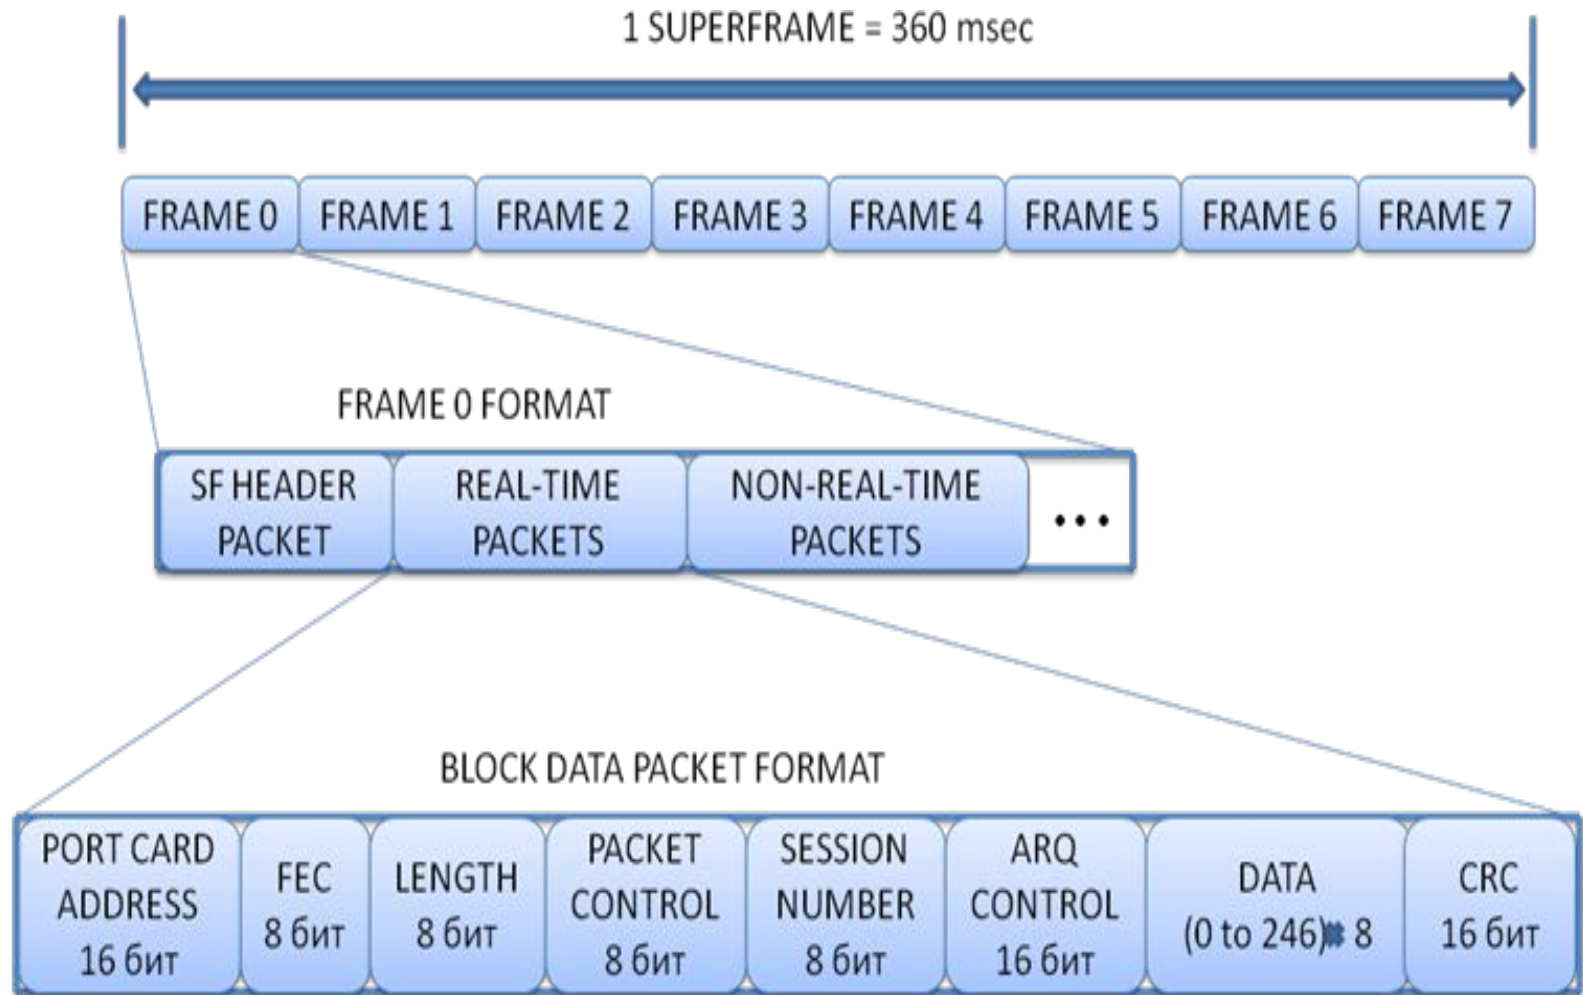 1 SUPERFRAME = 360 msec
FRAME 0 FRAME 1 FRAME 2 FRAME 3 FRAME 4 FRAME 5 FRAME 6 FRAME 7
FRAME 0 FORMAT
SF HEADER
PACKET
REAL-TIME
PACKETS
NON-REAL-TIME
PACKETS
...
BLOCK DATA PACKET FORMAT
PORT CARD
ADDRESS
16 бит
FEC
8 бит
LENGTH
8 бит
PACKET
CONTROL
8 бит
SESSION
NUMBER
8 бит
ARQ
CONTROL
16 бит
DATA
(0 to 246)* 8
CRC
16 бит